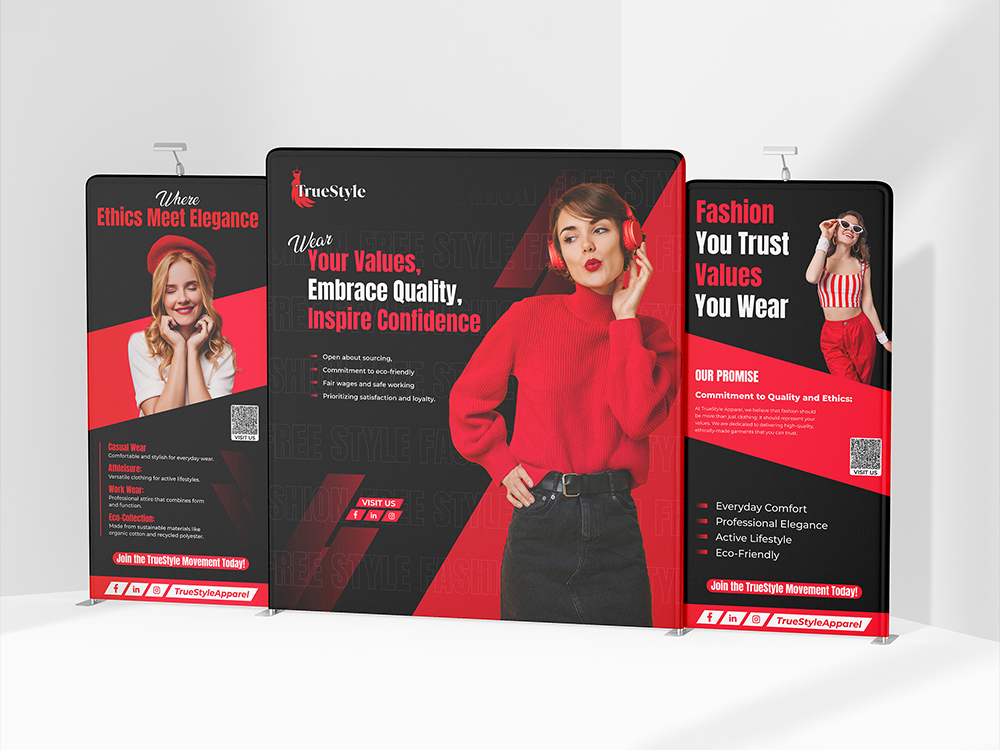 Where
Ethics Meet Elegance
VISIT US
Casual Wear
Comfortable and stylish for everyday wear.
Athleisure:
Versatile clothing for active lifestyles.
Work Wear:
Professional attire that combines form
and function.
Eco-Collection:
Made from sustainable materials like
organic cotton and recycled polyester.
Join the TrueStyle Movement Today!
f in TrueStyleApparel
TrueStyle
Wear
Your Values,
Embrace Quality,
Inspire Confidence
Open about sourcing,
Commitment to eco-friendly
Fair wages and safe working
Prioritizing satisfaction and loyalty.
VISIT US
f in
Fashion
You Trust
Values
You Wear
OUR PROMISE
Commitment to Quality and Ethics:
At TrueStyle Apparel, we believe that fashion should
be more than just clothing. It should represent your
values. We are dedicated to delivering high-quality,
ethically-made garments that you can trust.
VISIT US
Everyday Comfort
Professional Elegance
Active Lifestyle
Eco-Friendly
Join the TrueStyle Movement Today!
f in TrueStyleApparel